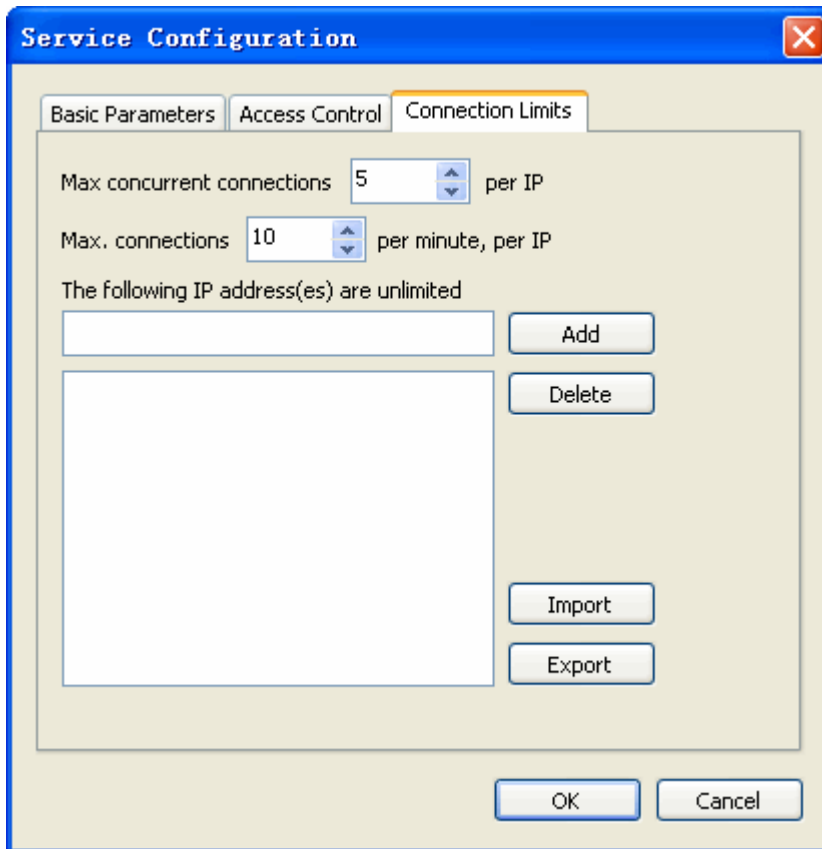 Service Configuration
Basic Parameters Access Control Connection Limits
Max concurrent connections 5 per IP
Max. connections 10 per minute, per IP
The following IP address(es) are unlimited
Add
Delete
Import
Export
OK Cancel